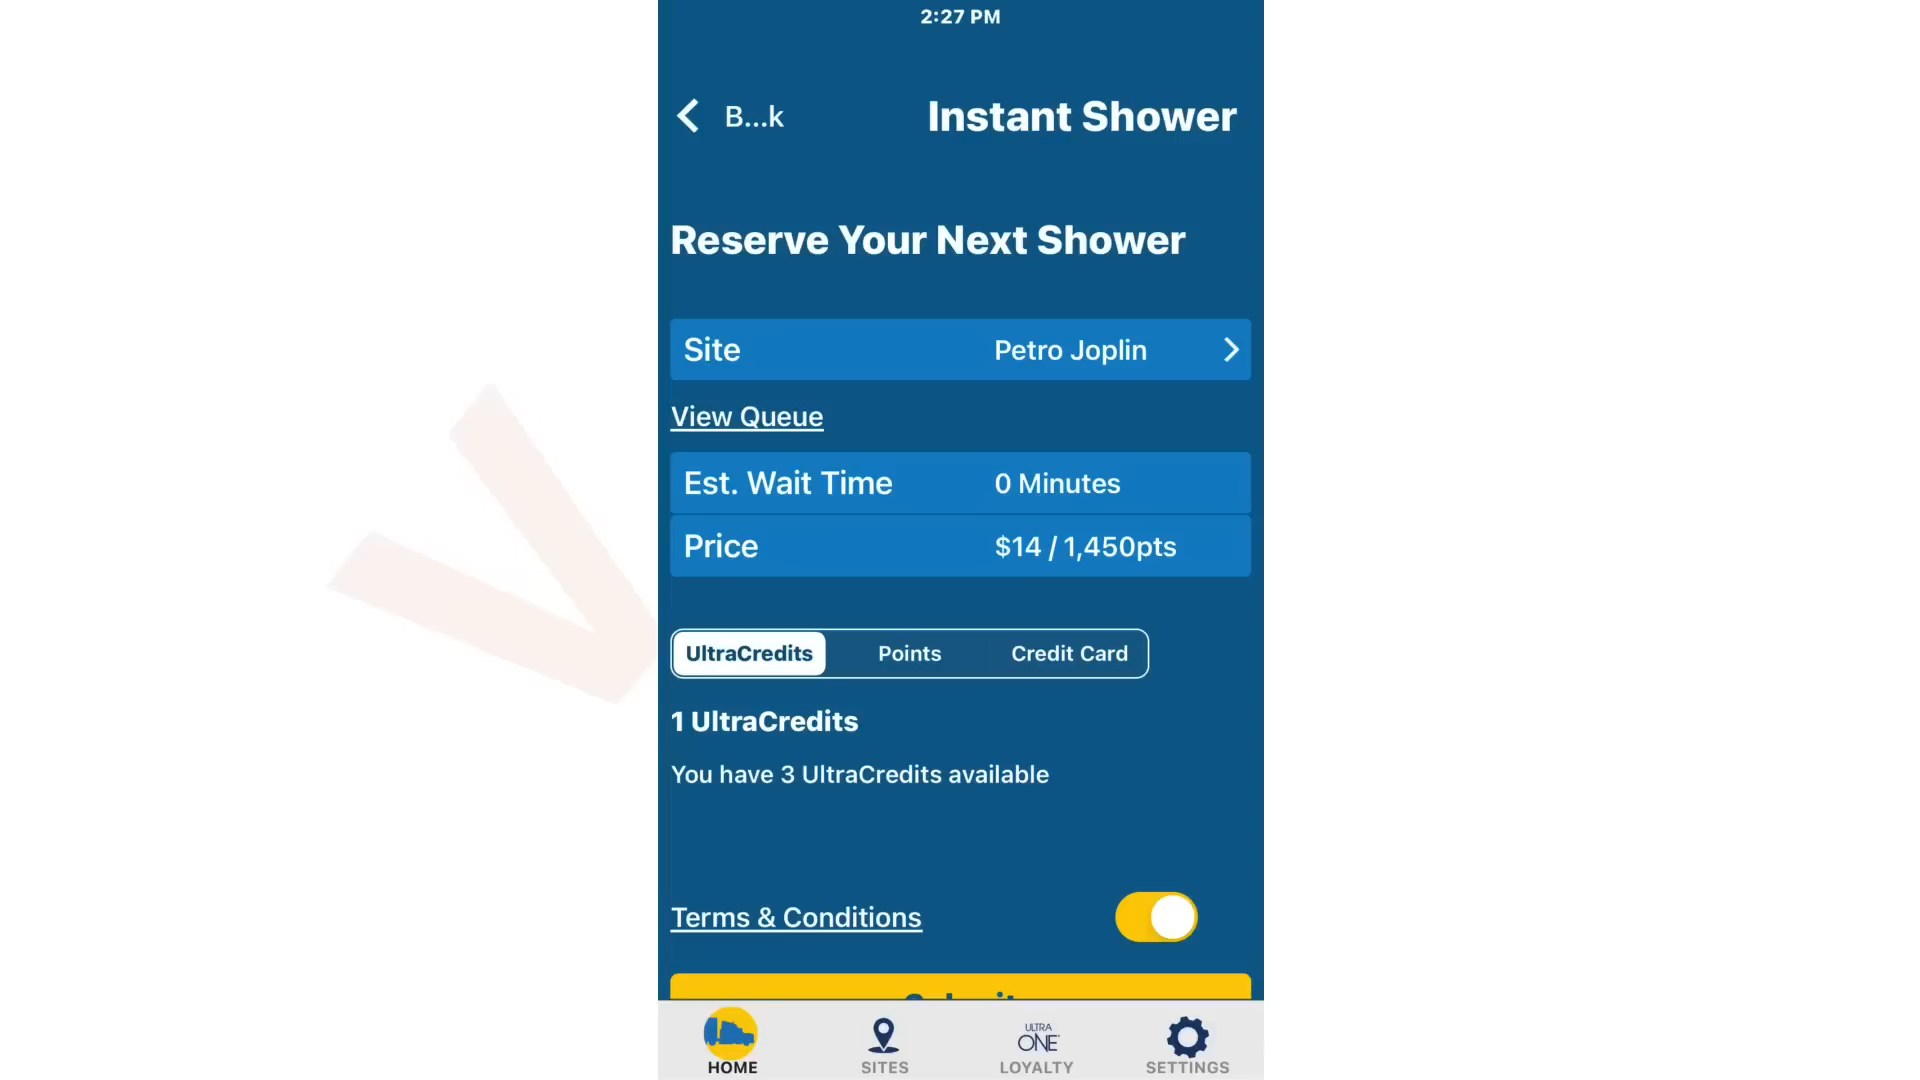 2:27 PM
B...k
Instant Shower
Reserve Your Next Shower
Site
Petro Joplin
View Queue
Est. Wait Time
0 Minutes
Price
$14 / 1,450pts
UltraCredits
Points
Credit Card
1 UltraCredits
You have 3 UltraCredits available
Terms & Conditions
Submit
HOME
SITES
ULTRA
ONE
LOYALTY
SETTINGS